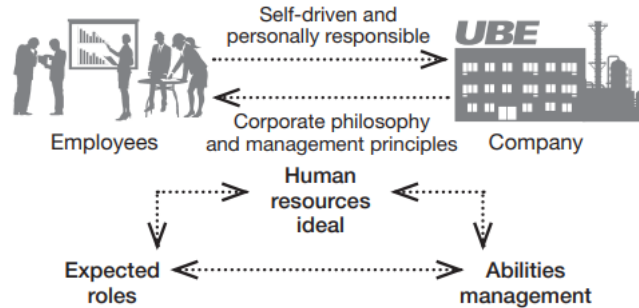 Self-driven and
personally responsible
UBE
Employees
Corporate philosophy
and management principles
Company
Human
resources
ideal
Expected
roles
Abilities
management